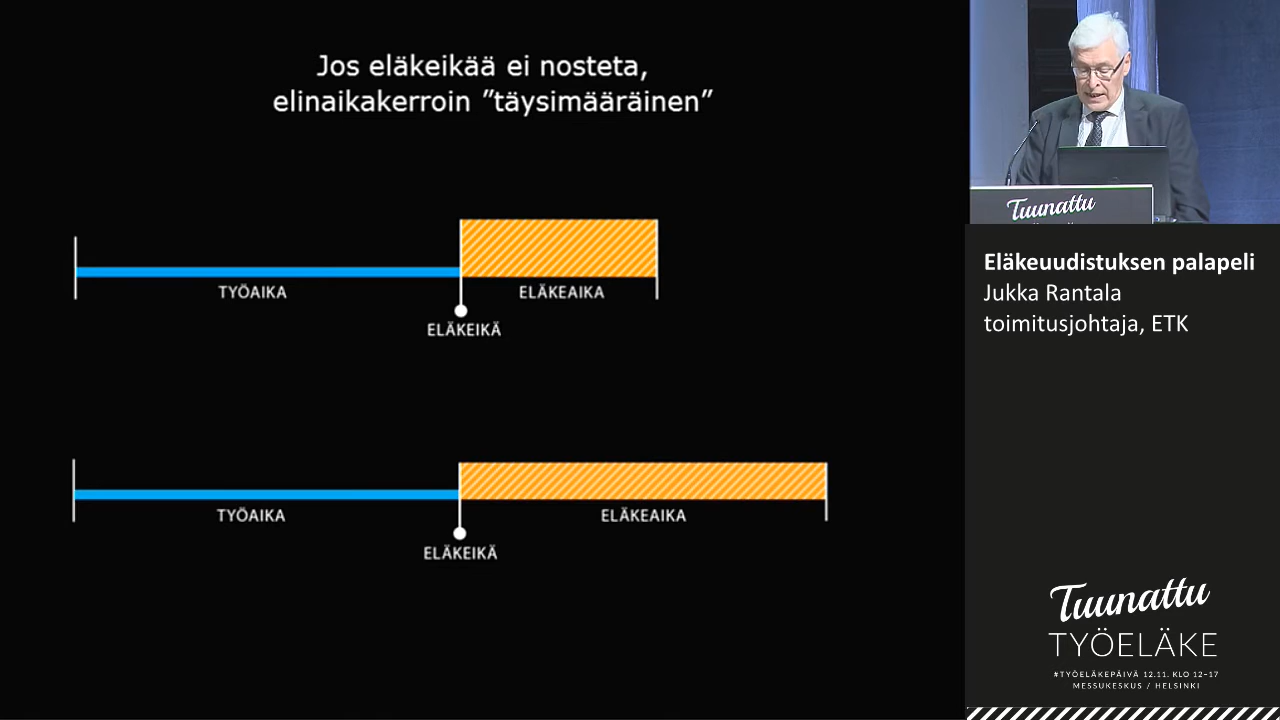 Jos eläkeikää ei nosteta,
elinaikakerroin ”täysimääräinen”
TYÖAIKA
ELÄKEAIKA
ELÄKEIKÄ
TYÖAIKA
ELÄKEAIKA
ELÄKEIKÄ
Tuunattu
Eläkeuudistuksen palapeli
Jukka Rantala
toimitusjohtaja, ETK
Tuunattu
TYÖELÄKE
#TYÖELÄKEPÄIVÄ 12.11. KLO 12-17
MESSUKESKUS / HELSINKI